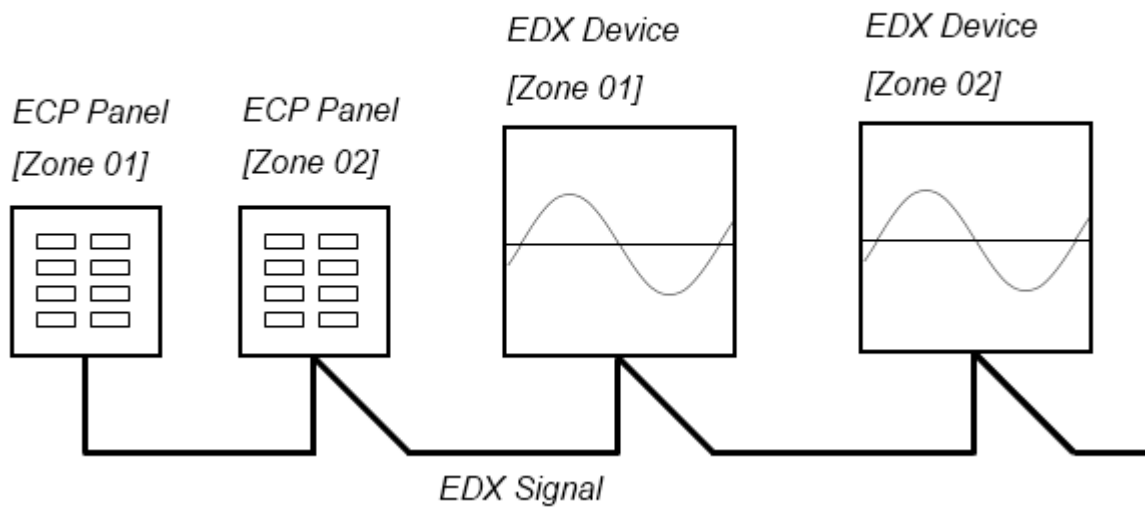 ECP Panel
[Zone 01]
ECP Panel
[Zone 02]
EDX Device
[Zone 01]
EDX Device
[Zone 02]
EDX Signal